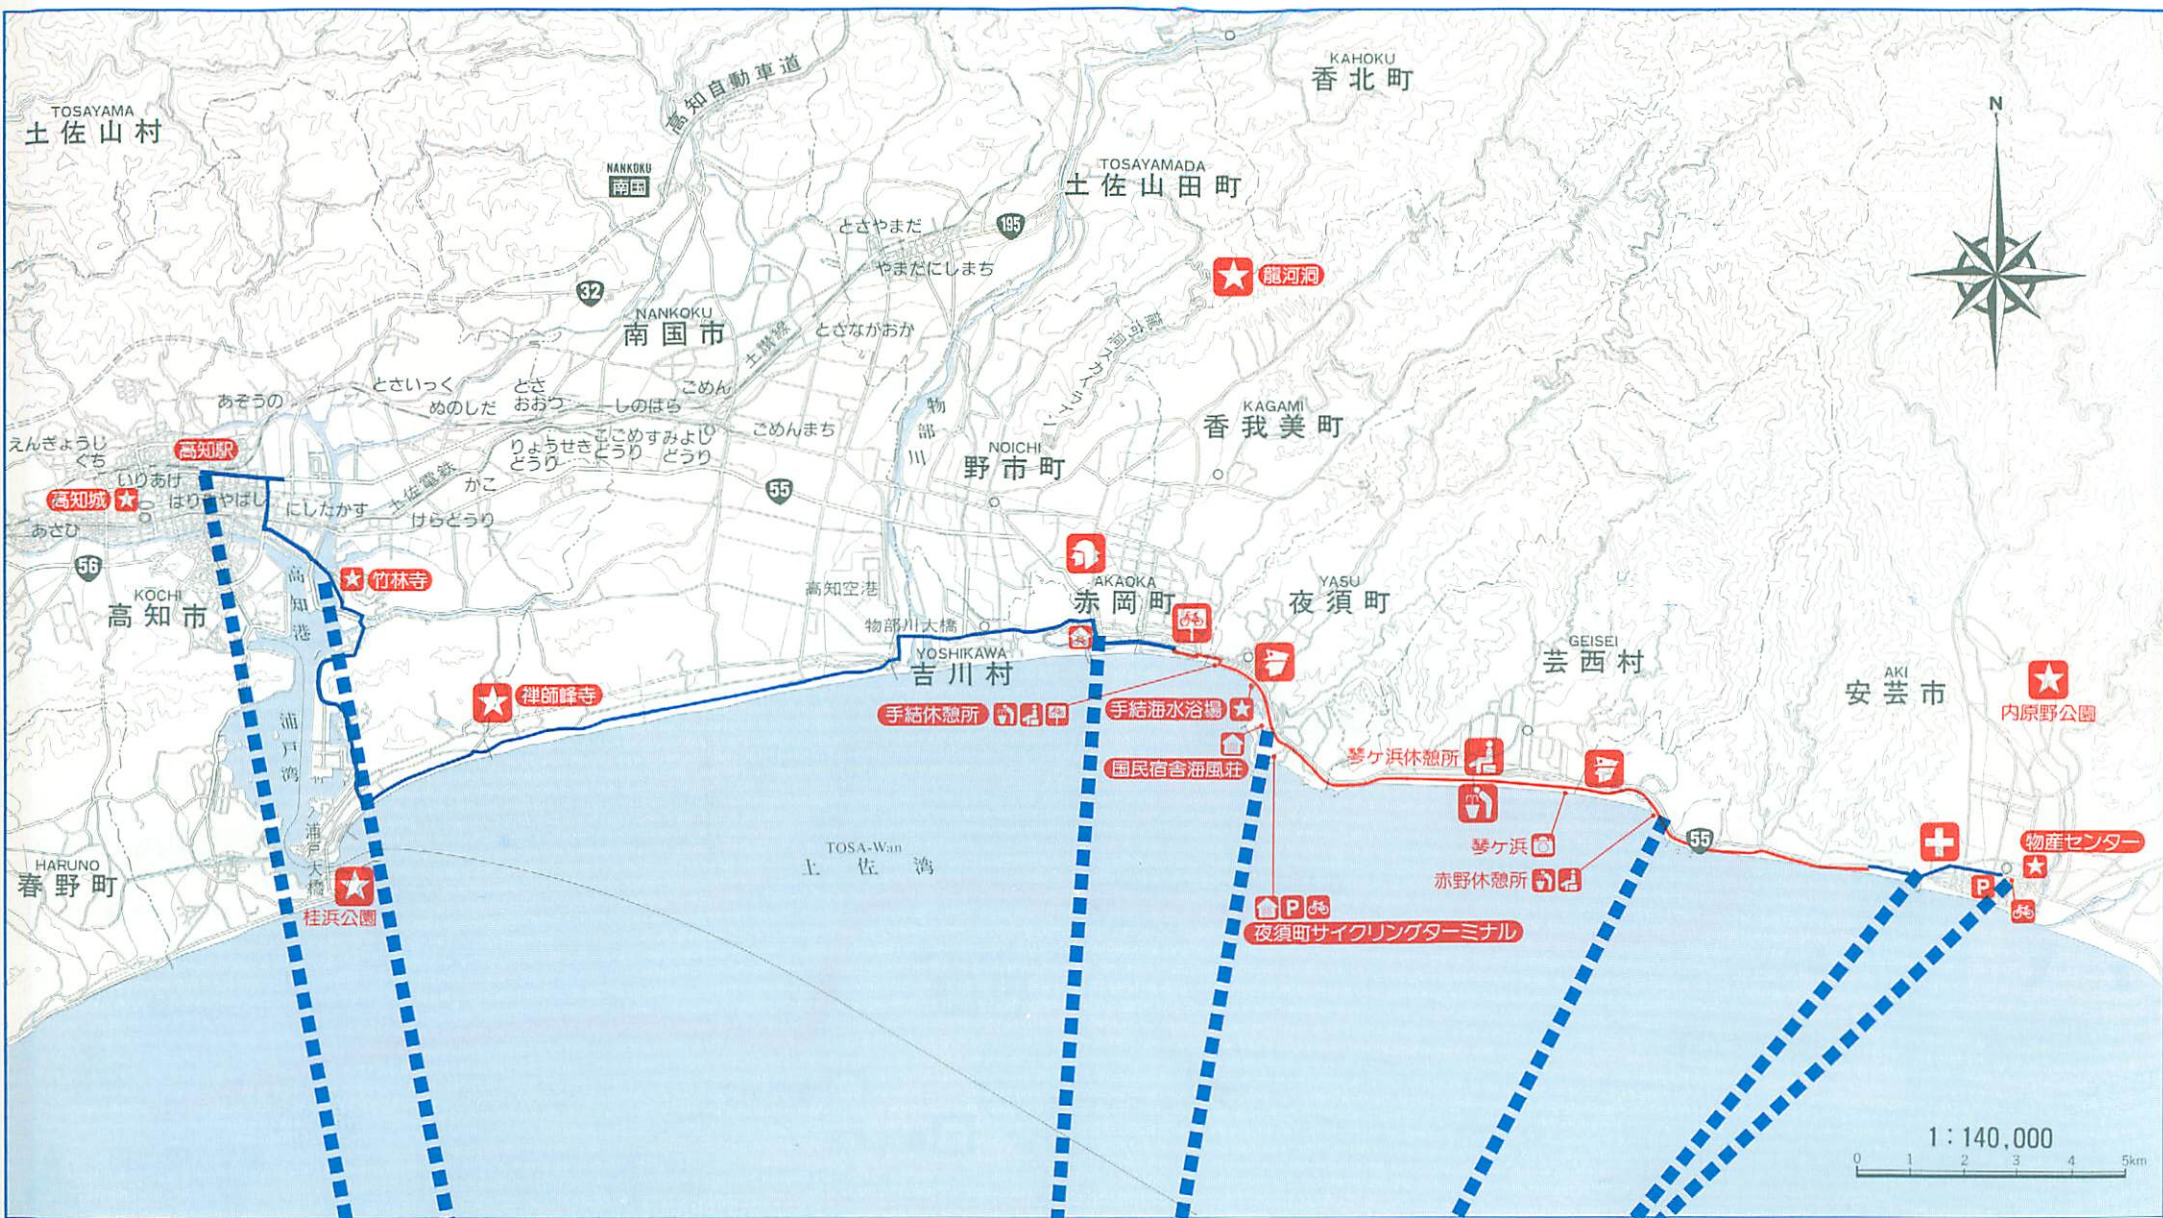 KAHOKU
香北町
N
TOSAYAMA
土佐山村
高知自動車道
NANKOKU
南国
TOSAYAMADA
土佐山田町
とさやまだ
195
やまだにしまち
龍河洞
32
NANKOKU
南国市
土讃線
とさながおか
龍河洞スカイライン
とさいっく
とさ
おおつ
ごめん
あぞうの
ぬのしだ
しのはら
物部川
KAGAMI
香我美町
えんぎょうじ
ぐち
高知駅
りょうせき
どうり
こごめ
どうり
すみよし
どうり
ごめんまち
NOICHI
野市町
いりあけ
土佐電鉄
かこ
高知城
はりまやばし
にしたかす
55
けらどうり
あさひ
56
竹林寺
KOCHI
高知市
高知港
高知空港
AKAOKA
赤岡町
YASU
夜須町
物部川大橋
GEISEI
芸西村
YOSHIKAWA
吉川村
AKI
安芸市
内原野公園
禅師峰寺
手結休憩所
手結海水浴場
浦戸湾
国民宿舎海風荘
琴ケ浜休憩所
浦戸大橋
TOSA-Wan
土佐湾
琴ケ浜
55
物産センター
HARUNO
春野町
赤野休憩所
P
桂浜公園
P
夜須町サイクリングターミナル
1:140,000
0 1 2 3 4 5km